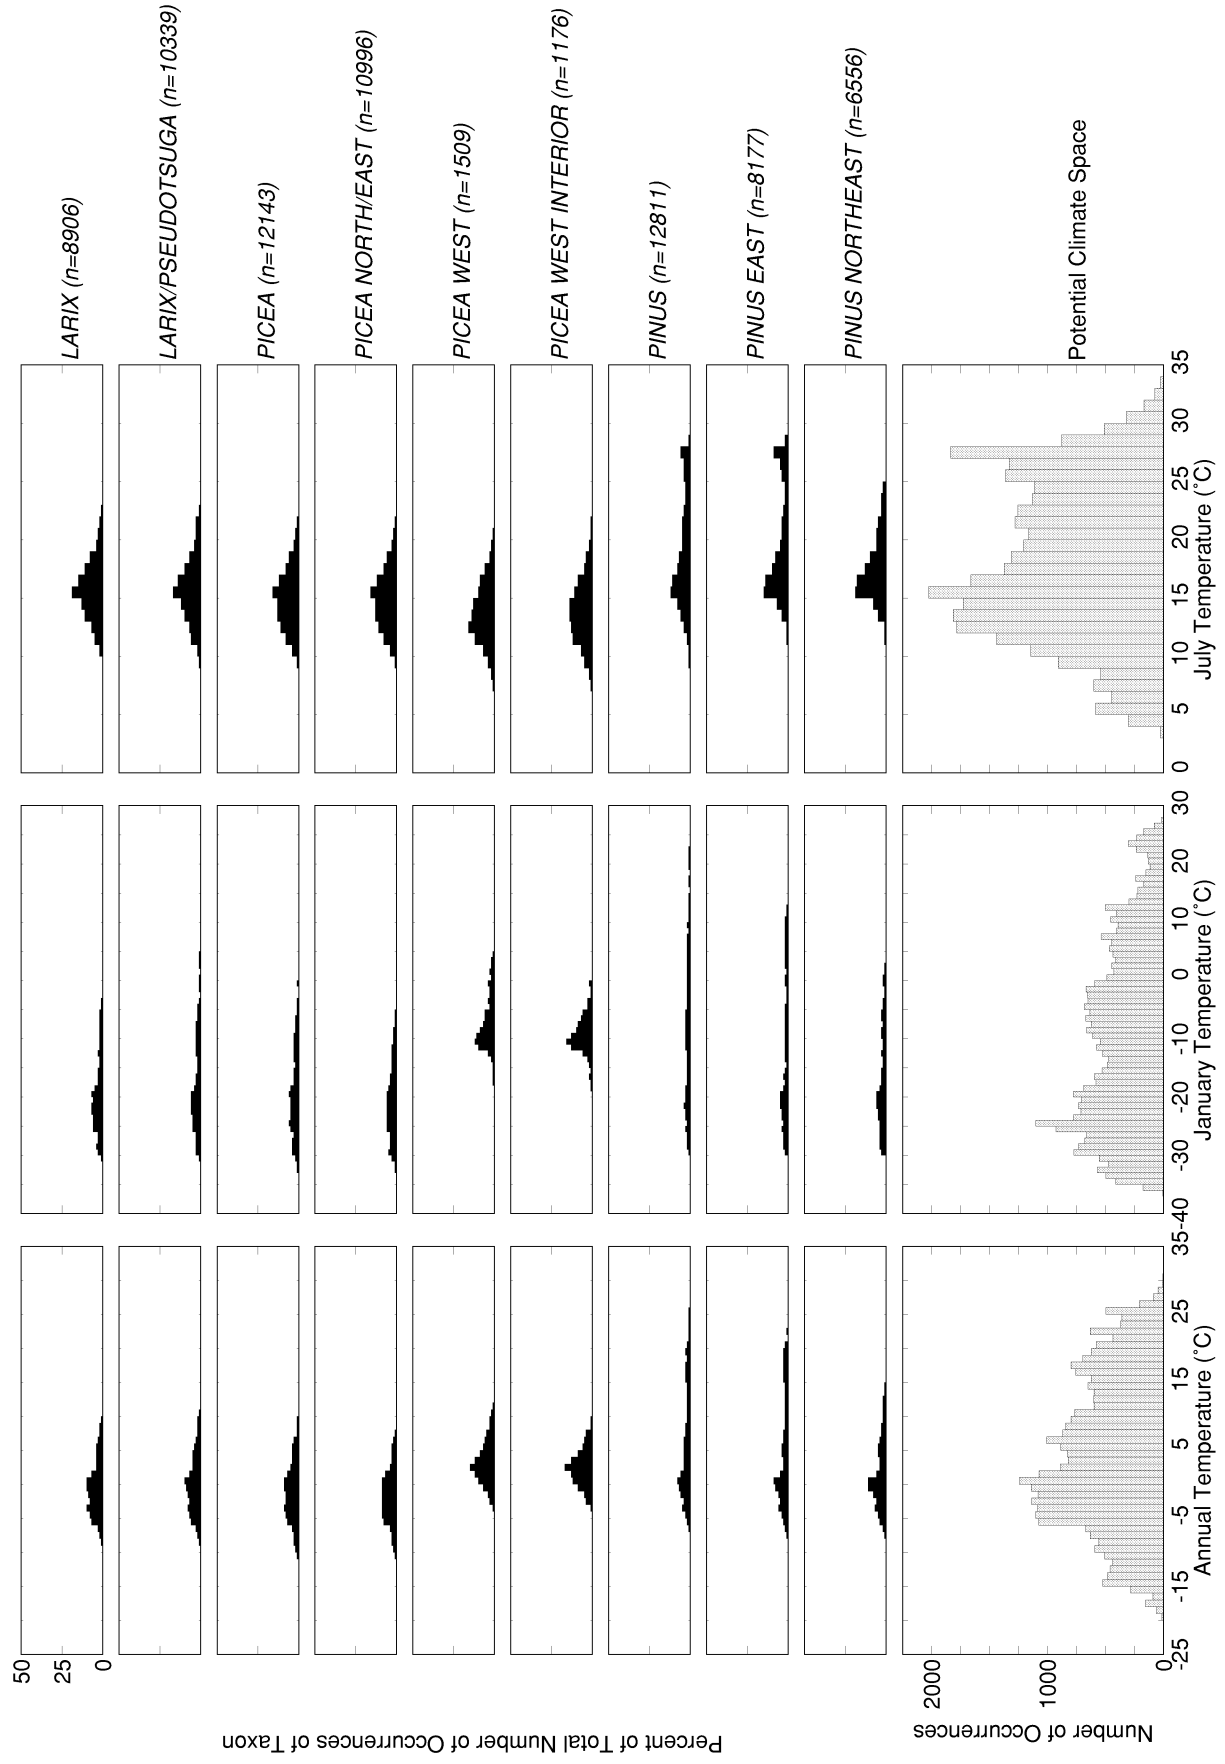 50
25
0
LARIX (n=8906)
LARIX/PSEUDOTSUGA (n=10339)
PICEA (n=12143)
PICEA NORTH/EAST (n=10996)
PICEA WEST (n=1509)
PICEA WEST INTERIOR (n=1176)
PINUS (n=12811)
PINUS EAST (n=8177)
PINUS NORTHEAST (n=6556)
Percent of Total Number of Occurrences of Taxon
Potential Climate Space
Number of Occurrences
2000
1000
0
-25 -15 -5 5 15 25 35
Annual Temperature (°C)
-40 -30 -20 -10 0 10 20 30
January Temperature (°C)
0 5 10 15 20 25 30 35
July Temperature (°C)